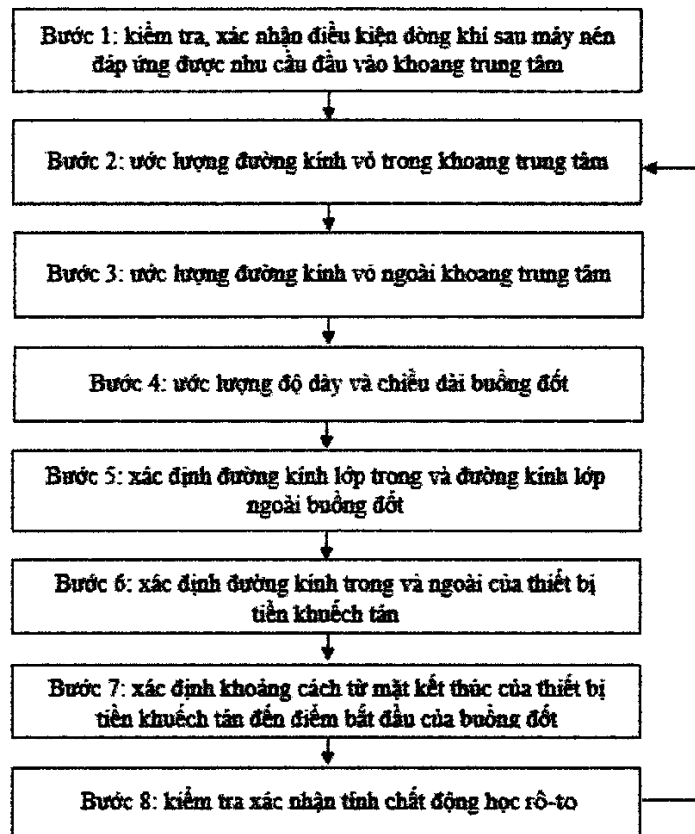 Bước 1: kiểm tra, xác nhận điều kiện dòng khí sau máy nén
đáp ứng được nhu cầu đầu vào khoang trung tâm
Bước 2: ước lượng đường kính vỏ trong khoang trung tâm
Bước 3: ước lượng đường kính vỏ ngoài khoang trung tâm
Bước 4: ước lượng độ dày và chiều dài buồng đốt
Bước 5: xác định đường kính lớp trong và đường kính lớp
ngoài buồng đốt
Bước 6: xác định đường kính trong và ngoài của thiết bị
tiền khuếch tán
Bước 7: xác định khoảng cách từ mặt kết thúc của thiết bị
tiền khuếch tán đến điểm bắt đầu của buồng đốt
Bước 8: kiểm tra xác nhận tính chất động học rô-to